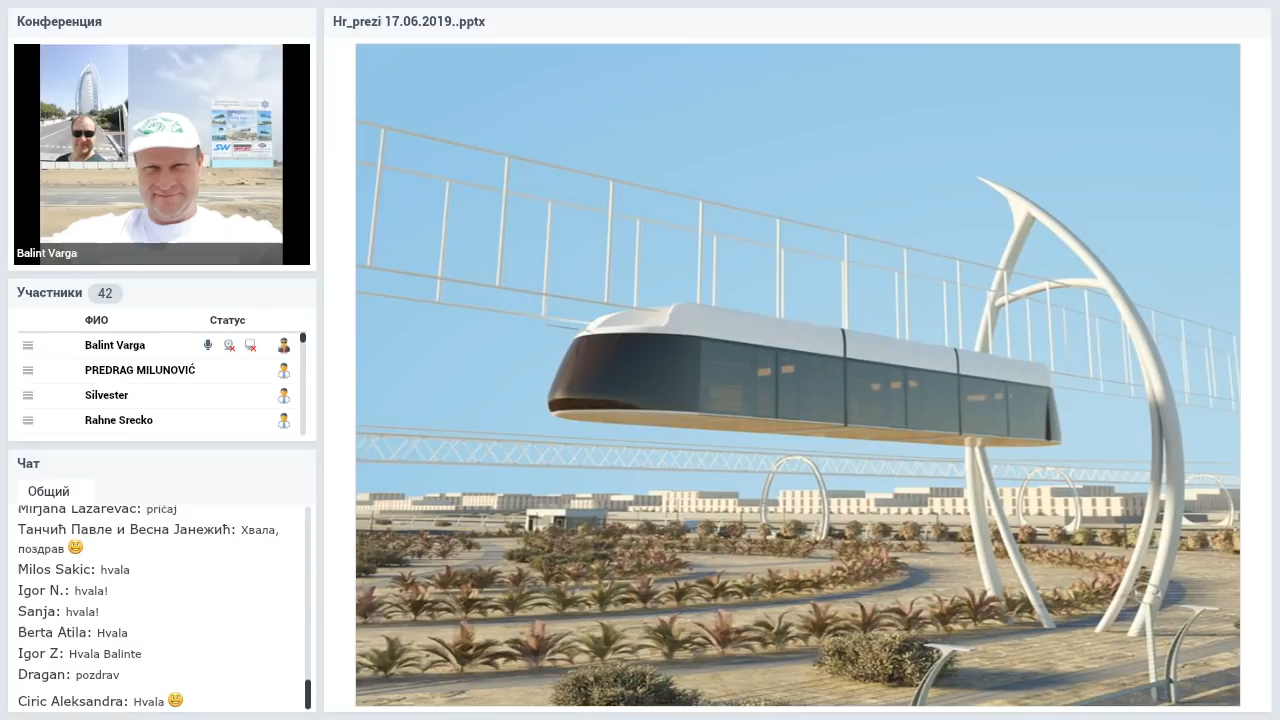 Конференция
Hr_prezi 17.06.2019..pptx
SkyWay
SW
Balint Varga
Участники 42
ФИО Статус
Balint Varga
PREDRAG MILUNOVIĆ
Silvester
Rahne Srecko
Чат
Общий
Mirjana Lazarevac: pričaj
Танчић Павле и Весна Јанежић: Хвала,
поздрав
Milos Sakic: hvala
Igor N.: hvala!
Sanja: hvala!
Berta Atila: Hvala
Igor Z: Hvala Balinte
Dragan: pozdrav
Ciric Aleksandra: Hvala